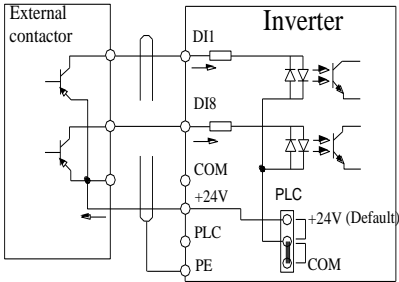 External
contactor
Inverter
DI1
DI8
COM
+24V
PLC
PE
PLC
+24V (Default)
COM